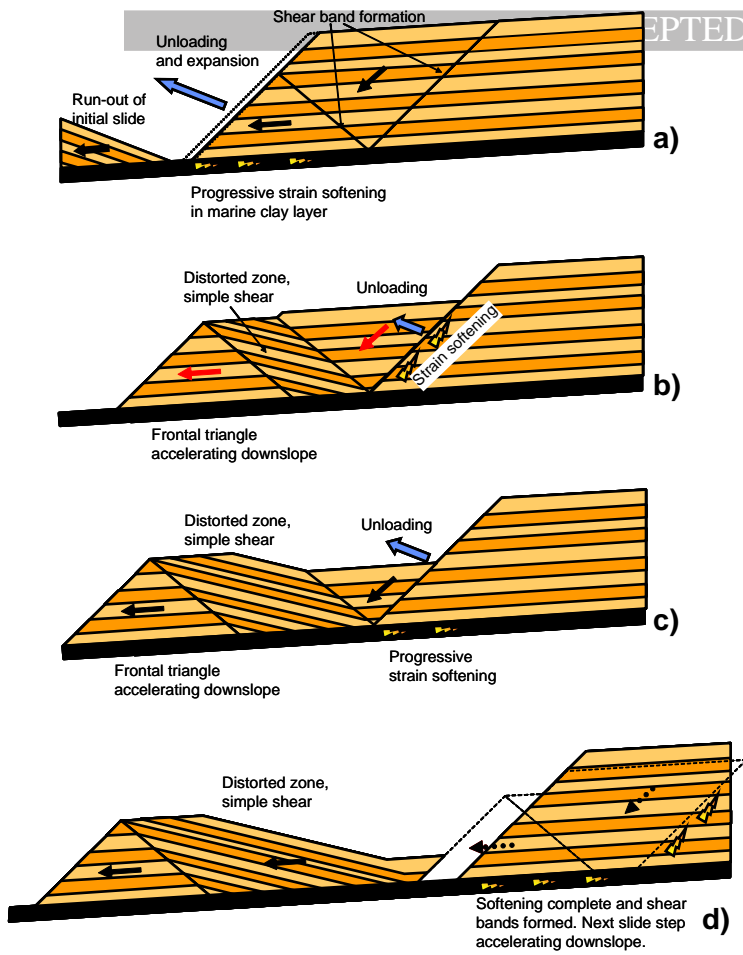 Shear band formation
EPTED
Unloading
and expansion
Run-out of
initial slide
a)
Progressive strain softening
in marine clay layer
Distorted zone,
simple shear
Unloading
Strain softening
b)
Frontal triangle
accelerating downslope
Distorted zone,
simple shear
Unloading
c)
Frontal triangle
accelerating downslope
Progressive
strain softening
Distorted zone,
simple shear
Softening complete and shear
bands formed. Next slide step
accelerating downslope.
d)